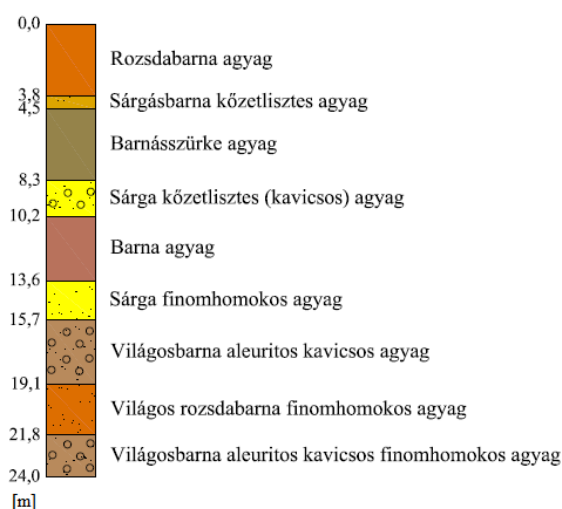 0,0
Rozsdabarna agyag
3,8
Sárgásbarna kőzetlisztes agyag
4,5
Barnásszürke agyag
8,3
Sárga kőzetlisztes (kavicsos) agyag
10,2
Barna agyag
13,6
Sárga finomhomokos agyag
15,7
Világosbarna aleuritos kavicsos agyag
19,1
Világos rozsdabarna finomhomokos agyag
21,8
Világosbarna aleuritos kavicsos finomhomokos agyag
24,0
[m]